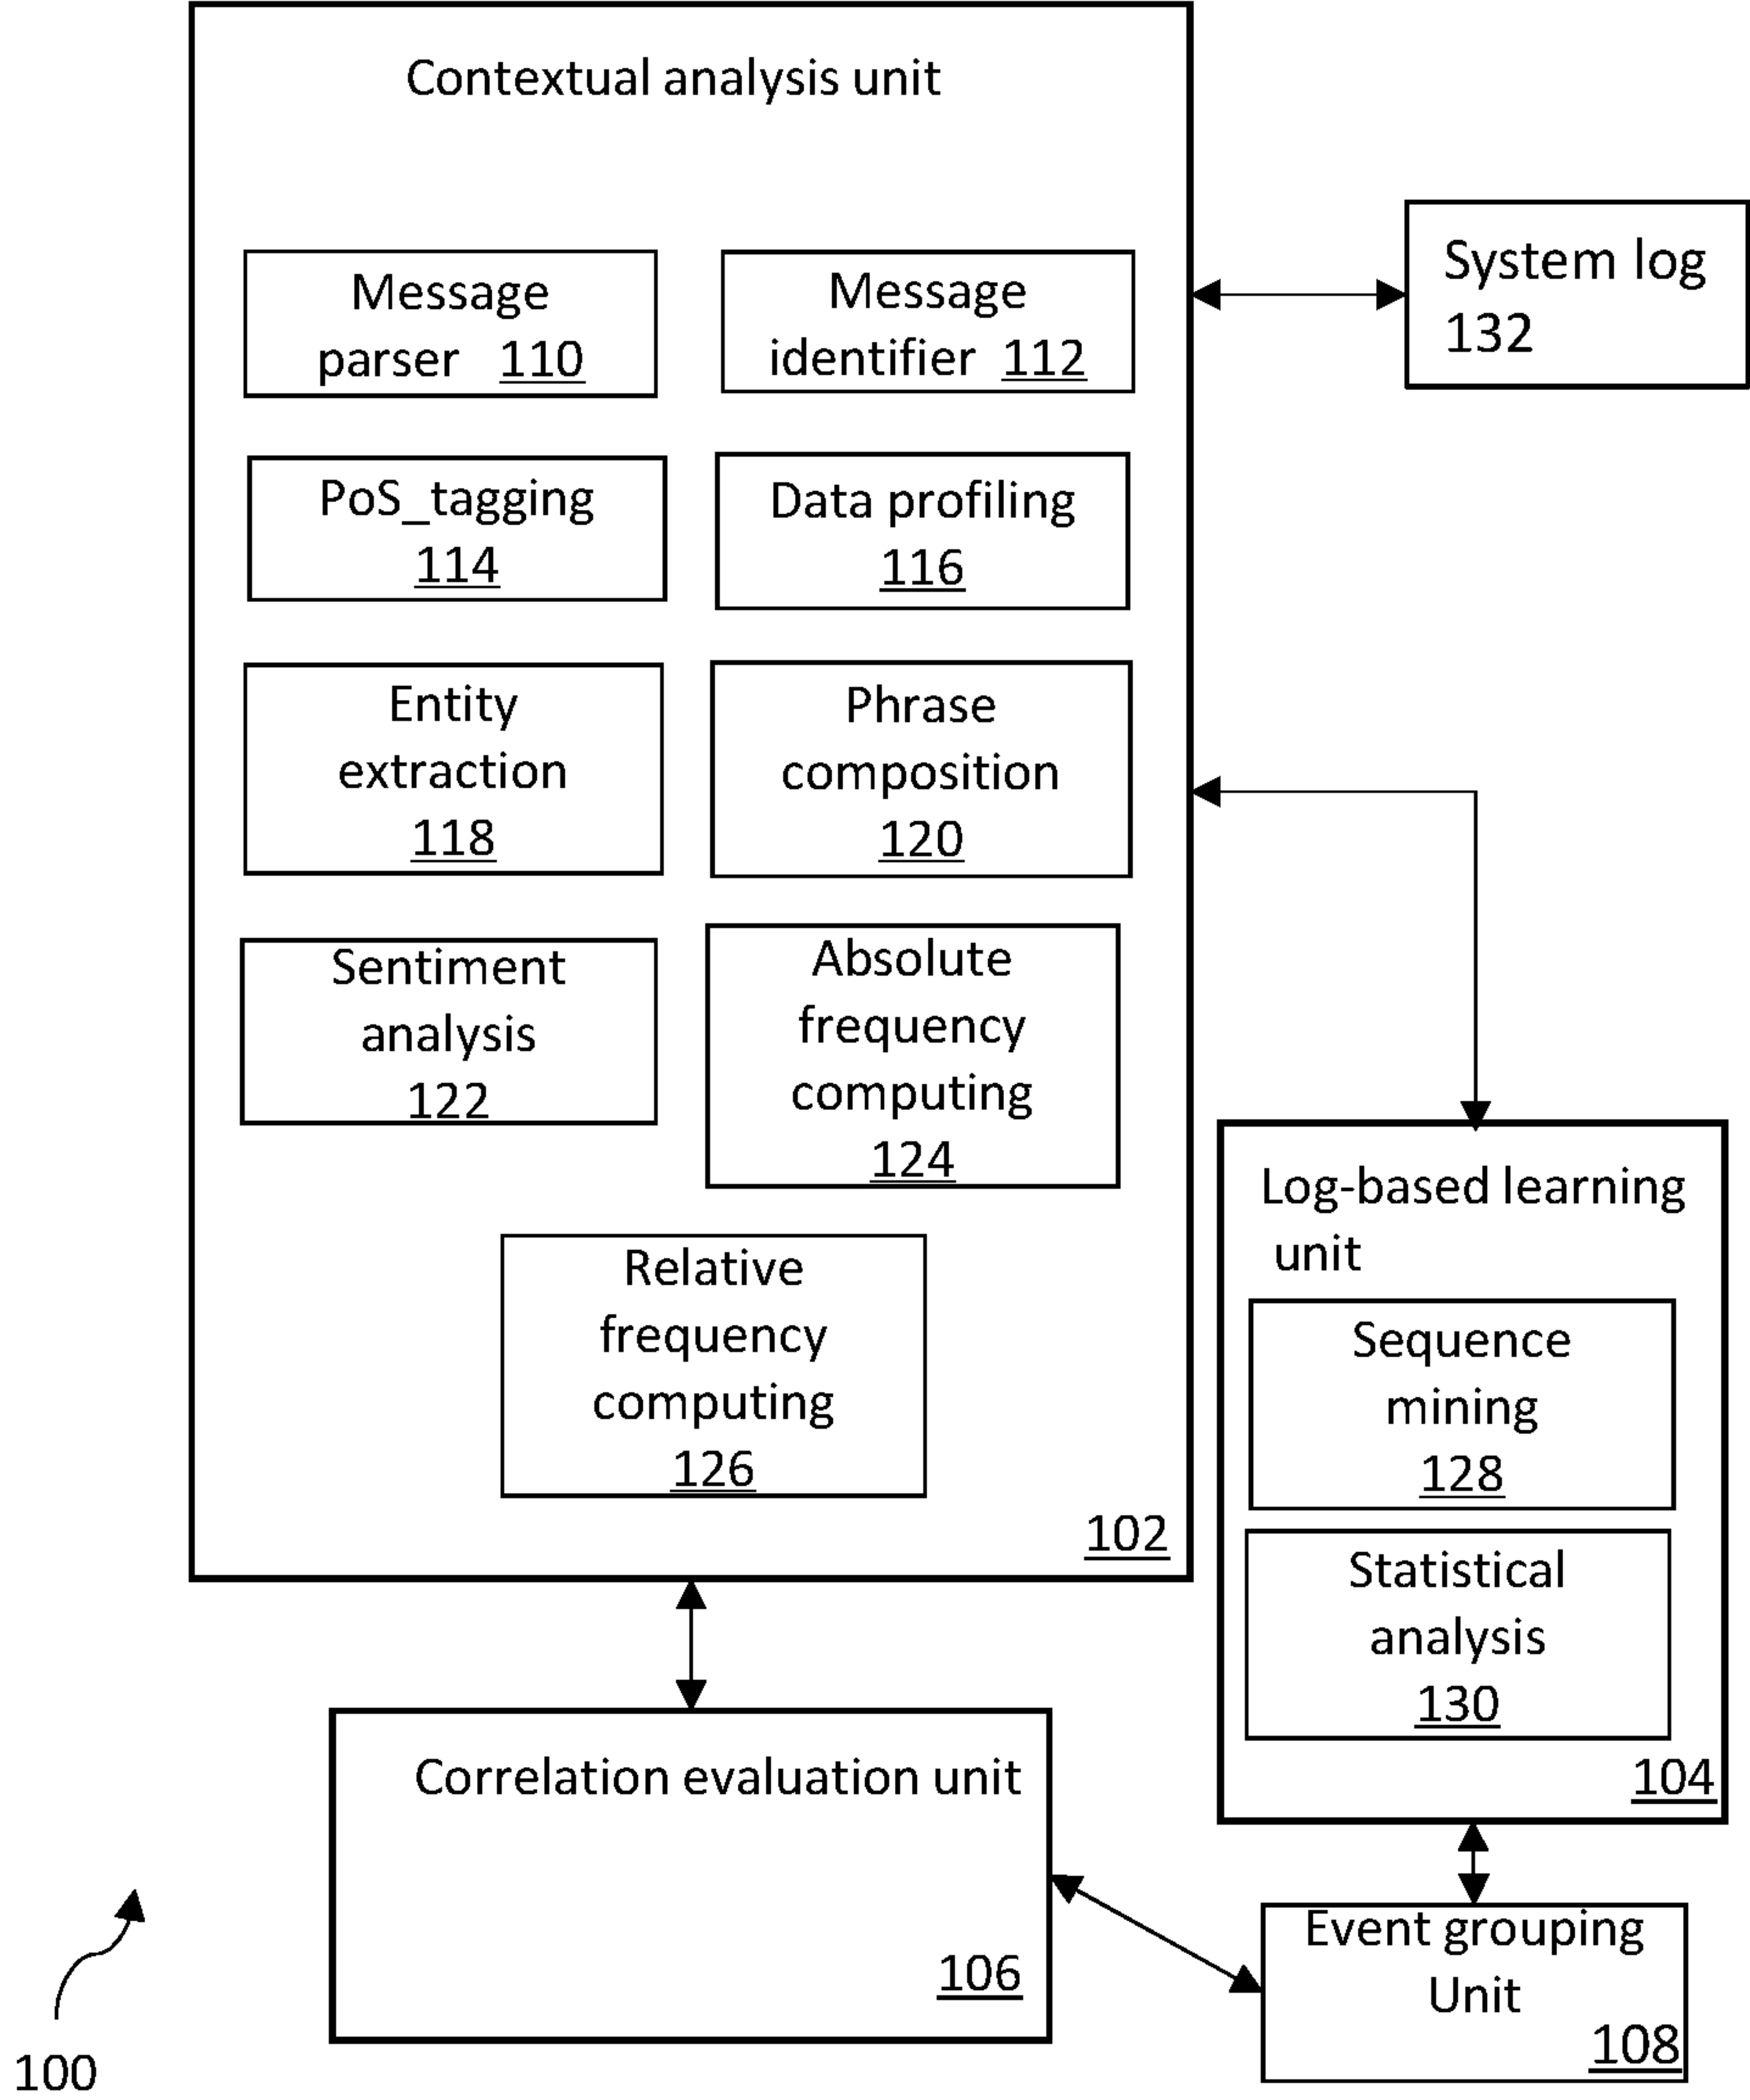 Contextual analysis unit
Message
parser 110
Message
identifier 112
PoS_tagging
114
Data profiling
116
Entity
extraction
118
Phrase
composition
120
Sentiment
analysis
122
Absolute
frequency
computing
124
Relative
frequency
computing
126
102
System log
132
Log-based learning
unit
Sequence
mining
128
Statistical
analysis
130
104
Correlation evaluation unit
106
Event grouping
Unit
108
100